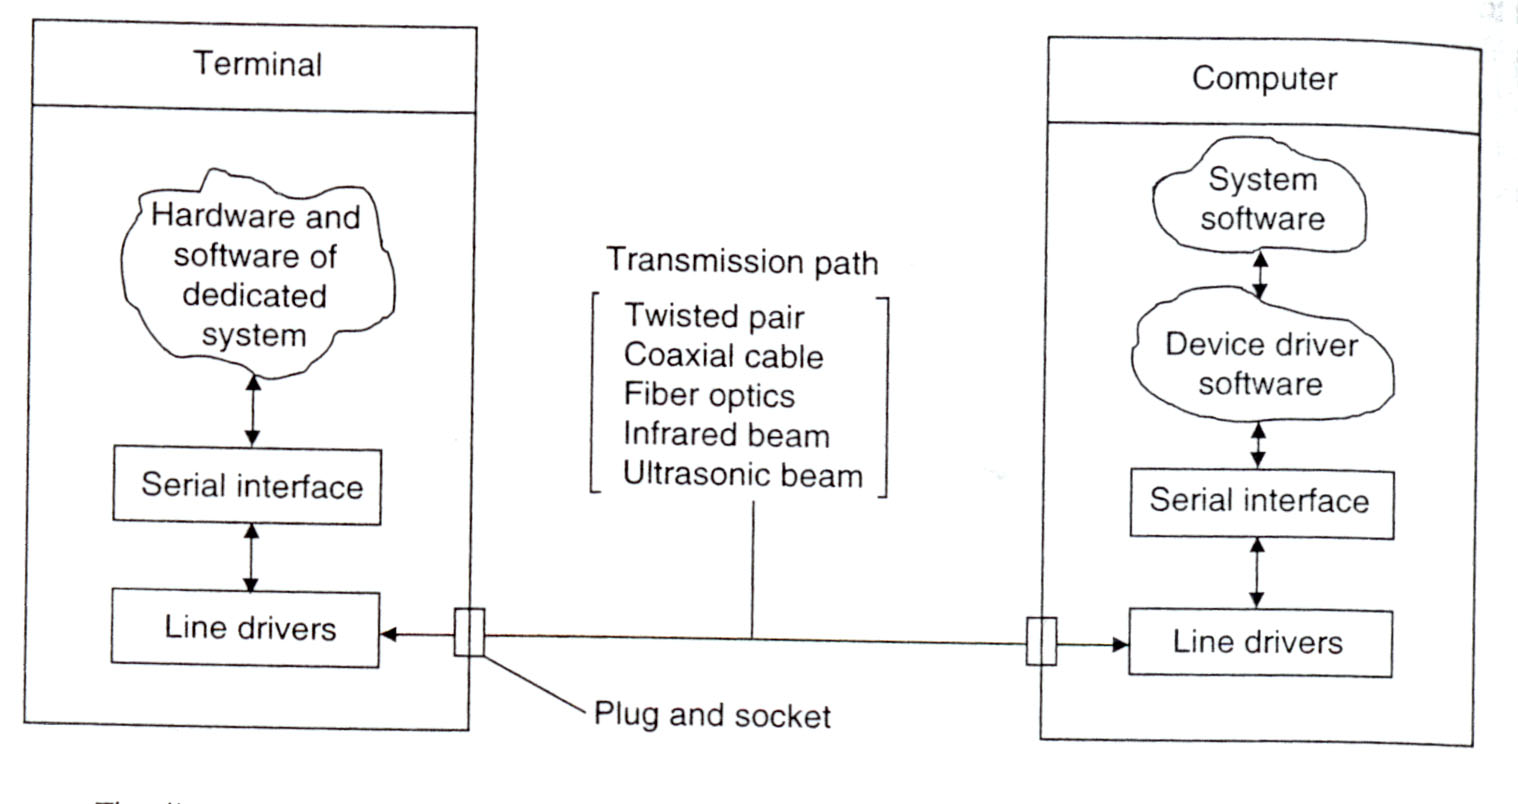 Terminal
Hardware and
software of
dedicated
system
Serial interface
Line drivers
Transmission path
Twisted pair
Coaxial cable
Fiber optics
Infrared beam
Ultrasonic beam
Plug and socket
Computer
System
software
Device driver
software
Serial interface
Line drivers